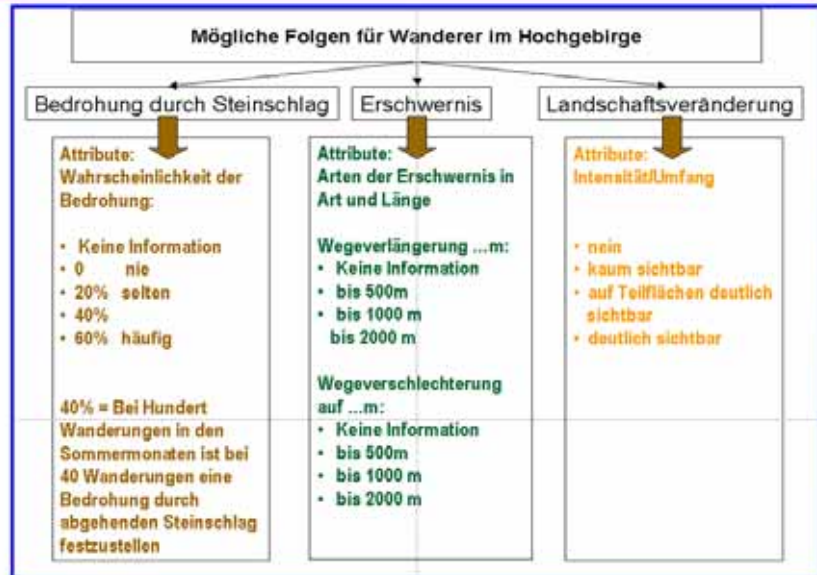 Mögliche Folgen für Wanderer im Hochgebirge
Bedrohung durch Steinschlag
Erschwernis
Landschaftsveränderung
Attribute:
Wahrscheinlichkeit der
Bedrohung:
• Keine Information
• 0 nie
• 20% selten
• 40%
• 60% häufig
40% = Bei Hundert
Wanderungen in den
Sommermonaten ist bei
40 Wanderungen eine
Bedrohung durch
abgehenden Steinschlag
festzustellen
Attribute:
Arten der Erschwernis in
Art und Länge
Wegeverlängerung ...m:
• Keine Information
• bis 500m
• bis 1000 m
bis 2000 m
Wegeverschlechterung
auf ...m:
• Keine Information
• bis 500m
• bis 1000 m
• bis 2000 m
Attribute:
Intensität/Umfang
• nein
• kaum sichtbar
• auf Teilflächen deutlich
sichtbar
• deutlich sichtbar